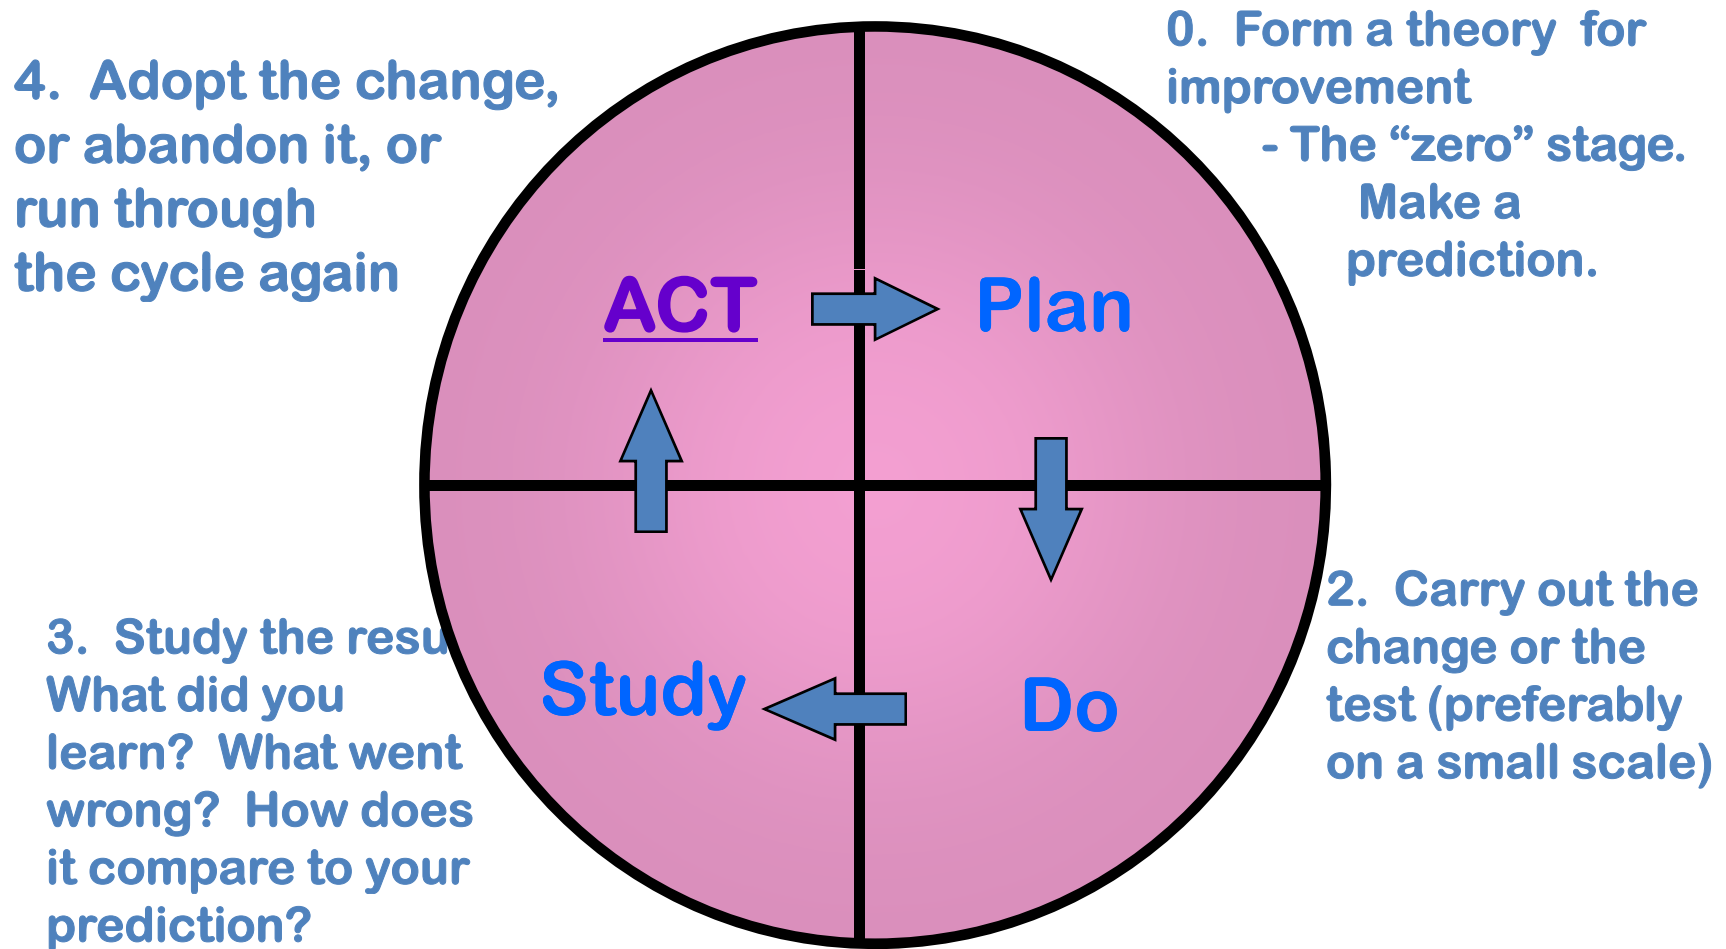 0.  Form a theory  for
improvement
- The “zero” stage.
Make a
prediction.
4.  Adopt the change,
or abandon it, or
run through
the cycle again
ACT
Plan
2.  Carry out the
change or the
test (preferably
on a small scale)
3.  Study the resu
What did you
learn?  What went
wrong?  How does
it compare to your
prediction?
Study
Do